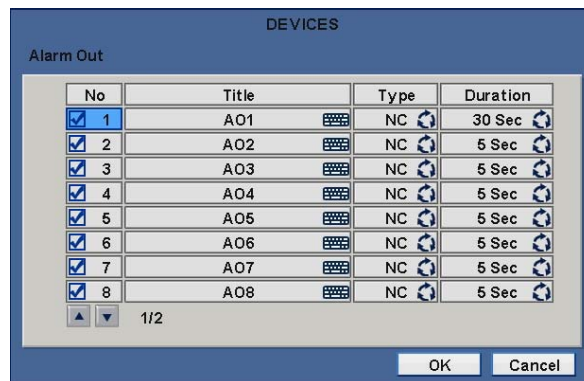 DEVICES
Alarm Out
No Title Type Duration
1 AO1 NC 30 Sec
2 AO2 NC 5 Sec
3 AO3 NC 5 Sec
4 AO4 NC 5 Sec
5 AO5 NC 5 Sec
6 AO6 NC 5 Sec
7 AO7 NC 5 Sec
8 AO8 NC 5 Sec
1/2
OK Cancel